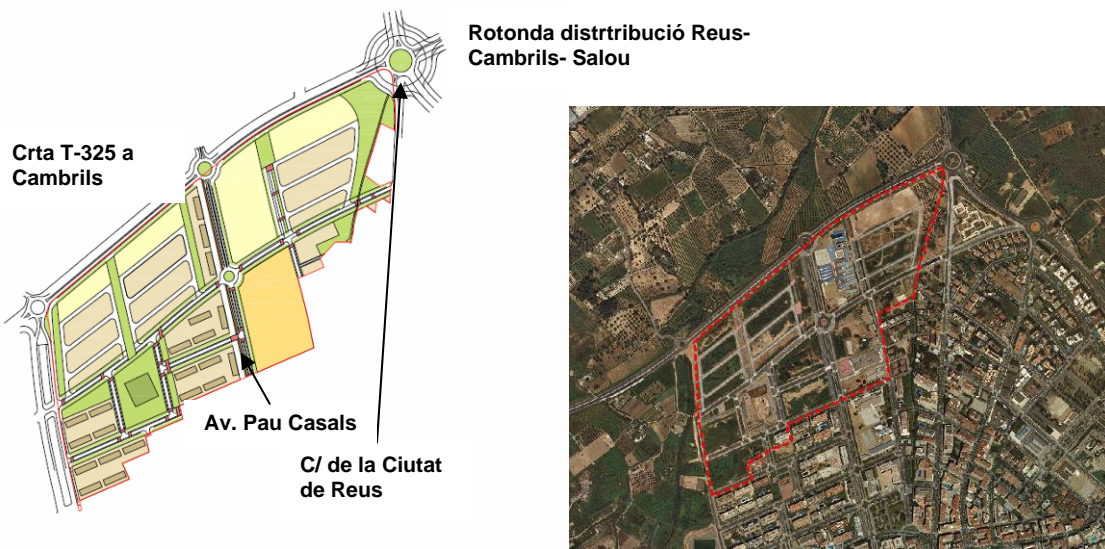 Rotonda distrtribució Reus-
Cambrils- Salou
Crta T-325 a
Cambrils
Av. Pau Casals
C/ de la Ciutat
de Reus